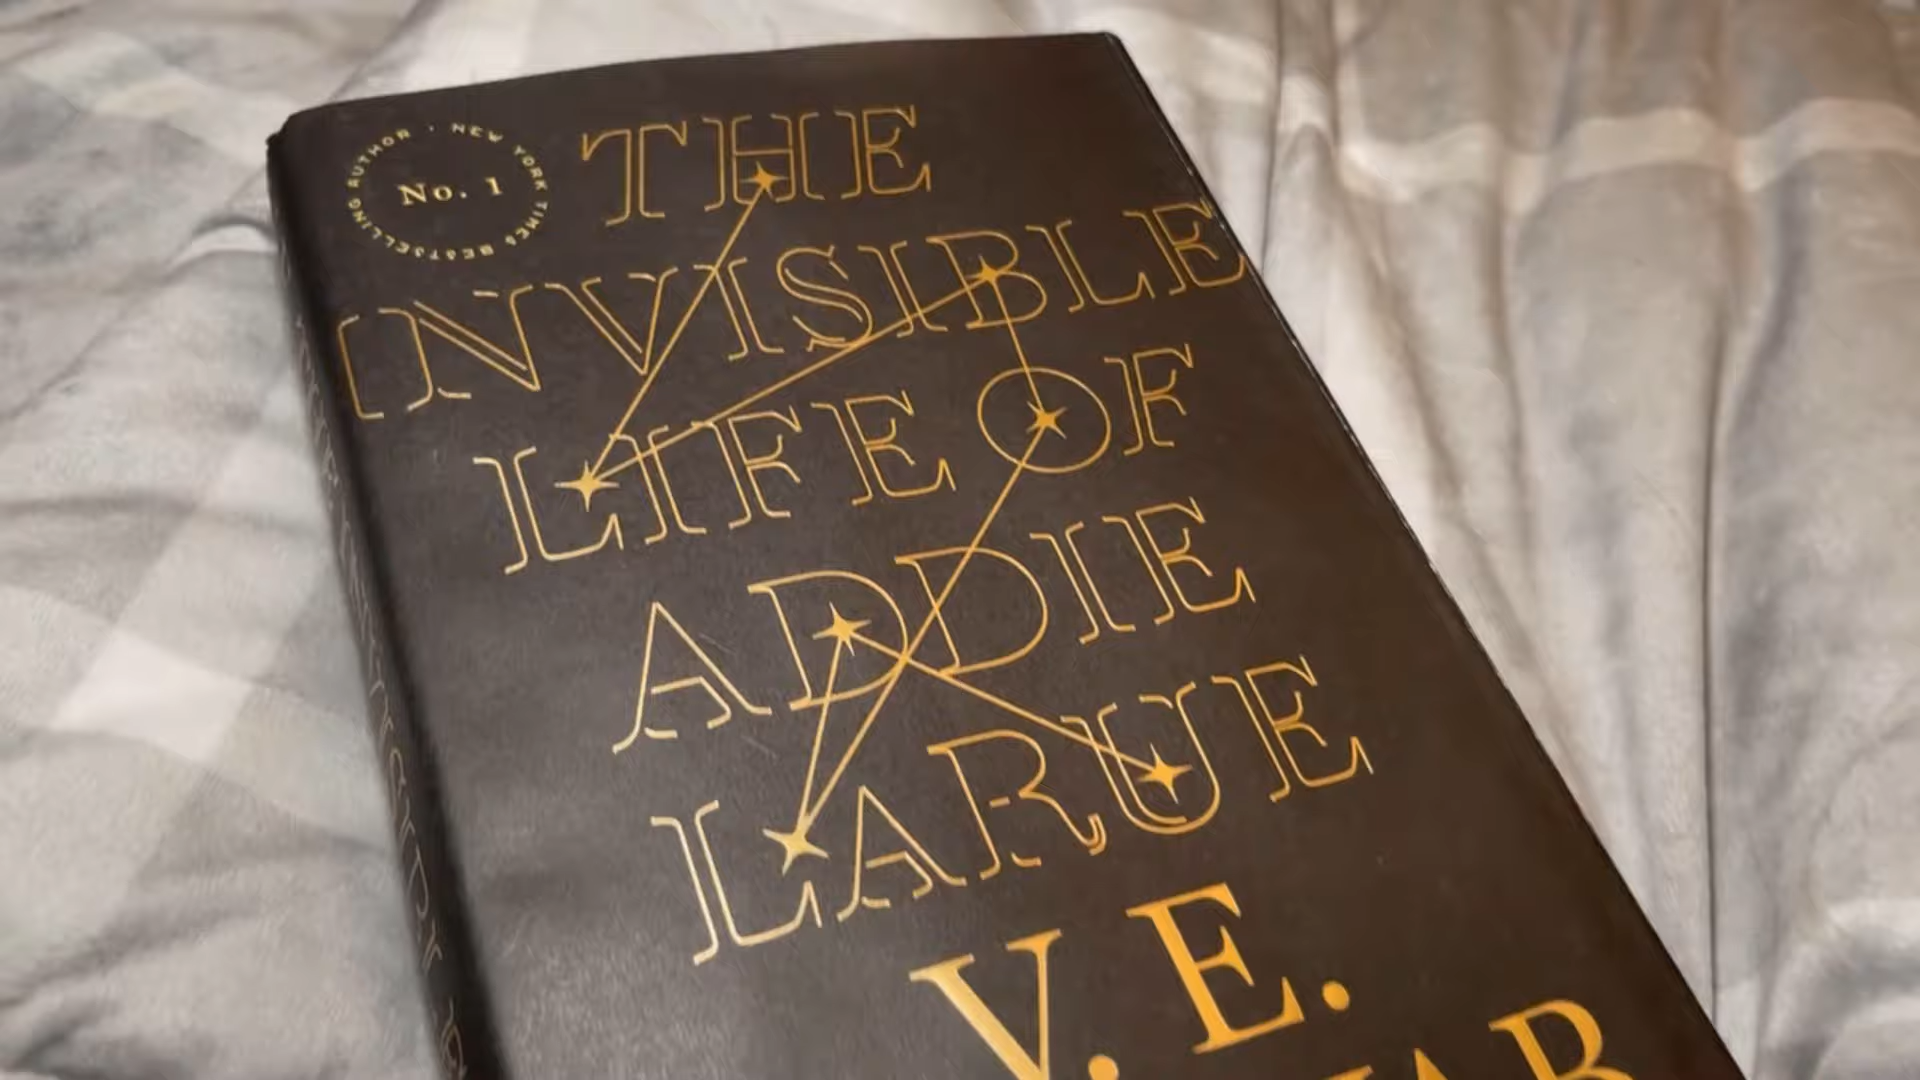 AUTHOR · NEW YORK TIMES BESTSELLING
No. 1
THE
INVISIBLE
LIFE OF
ADDIE
LARUE
V. E.